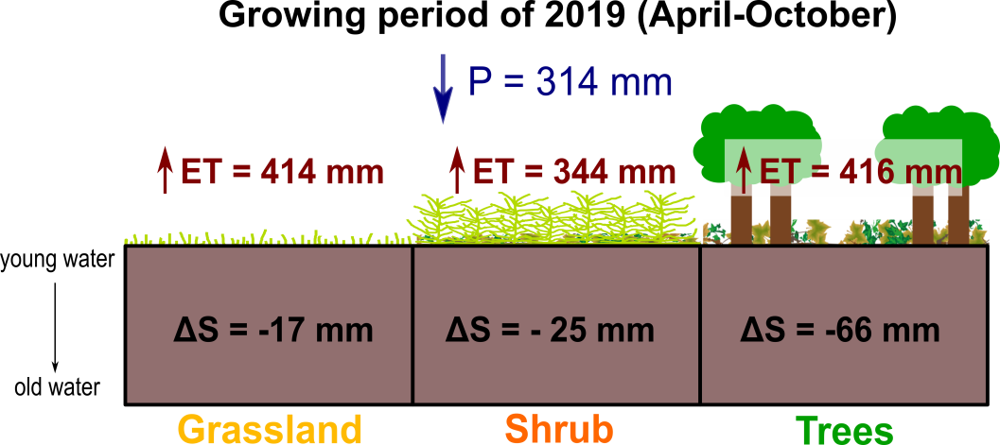 Growing period of 2019 (April-October)
P = 314 mm
ET = 414 mm
ET = 344 mm
ET = 416 mm
young water
ΔS = -17 mm
ΔS = - 25 mm
ΔS = -66 mm
old water
Grassland
Shrub
Trees